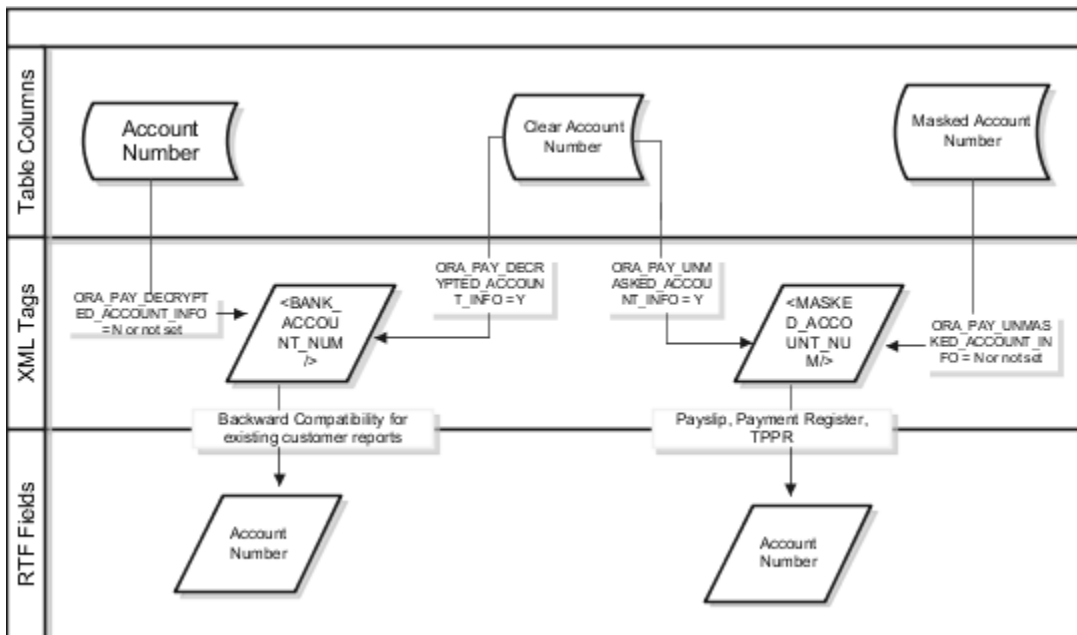 Table Columns
Account
Number
Clear Account
Number
Masked Account
Number
XML Tags
ORA_PAY_DECRYPT
ED_ACCOUNT_INFO
= N or not set
<BANK_
ACCOU
NT_NUM
/>
ORA_PAY_DECR
YPTED_ACCOUN
T_INFO = Y
ORA_PAY_UNM
ASKED_ACCOU
NT_INFO = Y
<MASKE
D_ACCO
UNT_NU
M/>
ORA_PAY_UNMAS
KED_ACCOUNT_IN
FO = N or not set
Backward Compatibility for
existing customer reports
Payslip, Payment Register,
TPPR
RTF Fields
Account
Number
Account
Number